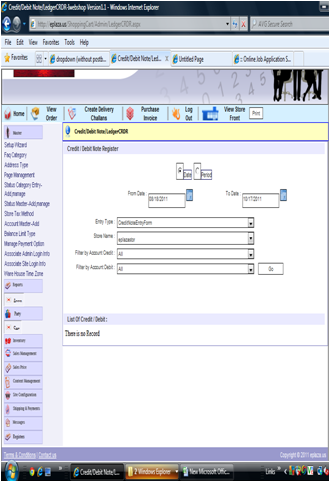 Credit/Debit Note/LedgerCRDR-Iwebshop Version1.1 - Windows Internet Explorer
http://eplaza.us/ShoppingCart/Admin/LedgerCRDR.aspx
AVG Secure Search
File Edit View Favorites Tools Help
Favorites
dropdown (without postb...
Credit/Debit Note/Led...
Untitled Page
:: Online Job Application S...
Home
View Order
Create Delivery Challans
Purchase Invoice
Log Out
View Store Front
Print
Master
Setup Wizard
Faq Category
Address Type
Page Management
Status Category Entry-Add,manage
Status Master-Add,manage
Store Tax Method
Account Master-Add
Balance Limit Type
Manage Payment Option
Associate Admin Login Info
Associate Site Login Info
Ware House Time Zone
Reports
Party
Inventory
Sales Management
Sales Price
Content Management
Site Configuration
Shipping & Payments
Messages
Expenses
Credit/Debit Note/LedgerCRDR
Credit / Debit Note Register
Date
Period
From Date :
09/18/2011
To Date :
10/17/2011
Entry Type :
CreditNoteEntryForm
Store Name :
eplazastor
Filter by Account Credit :
All
Filter by Account Debit :
All
Go
List Of Credit / Debit :
There is no Record
Terms & Conditions | Contact us
Copyright © 2011 eplaza.us
Credit/Debit Note/L...
2 Windows Explorer
New Microsoft Offic...
Links